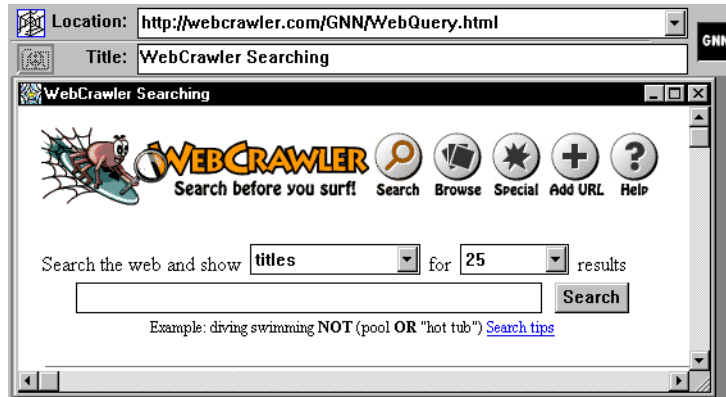 Location: http://webcrawler.com/GNN/WebQuery.html
GNN
Title: WebCrawler Searching
WebCrawler Searching
WEBCRAWLER
Search before you surf!
Search Browse Special Add URL Help
Search the web and show titles for 25 results
Search
Example: diving swimming NOT (pool OR "hot tub") Search tips